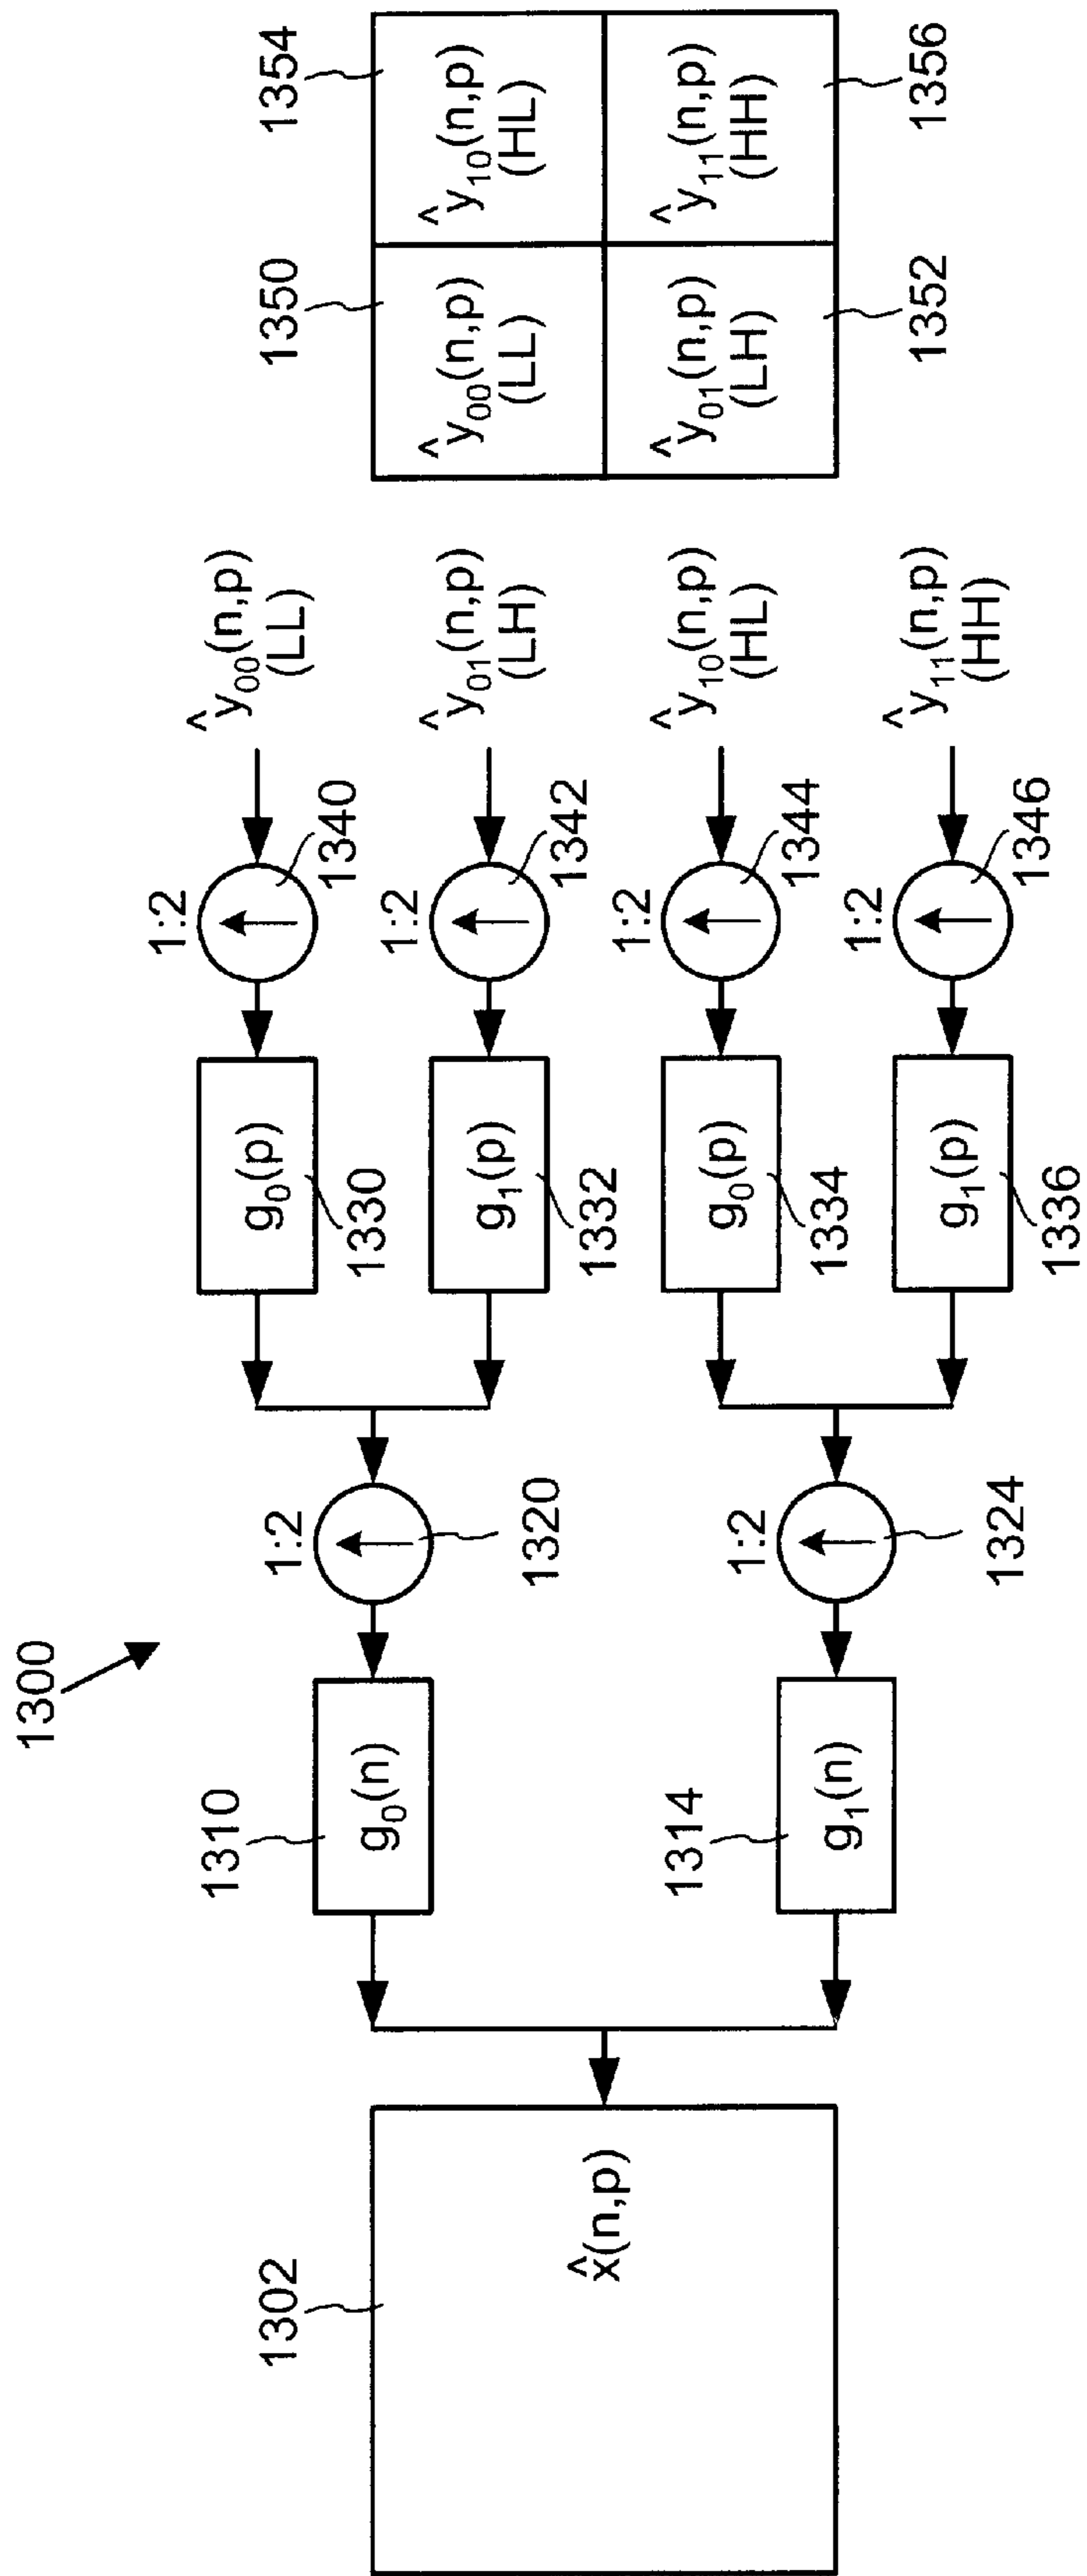 1300
1302
x̂(n,p)
1310
g₀(n)
1314
g₁(n)
1:2
1320
1:2
1324
g₀(p)
1330
g₁(p)
1332
g₀(p)
1334
g₁(p)
1336
1:2
1340
1:2
1342
1:2
1344
1:2
1346
ŷ₀₀(n,p)
(LL)
ŷ₀₁(n,p)
(LH)
ŷ₁₀(n,p)
(HL)
ŷ₁₁(n,p)
(HH)
1350
1354
ŷ₀₀(n,p)
(LL)
ŷ₁₀(n,p)
(HL)
ŷ₀₁(n,p)
(LH)
ŷ₁₁(n,p)
(HH)
1352
1356